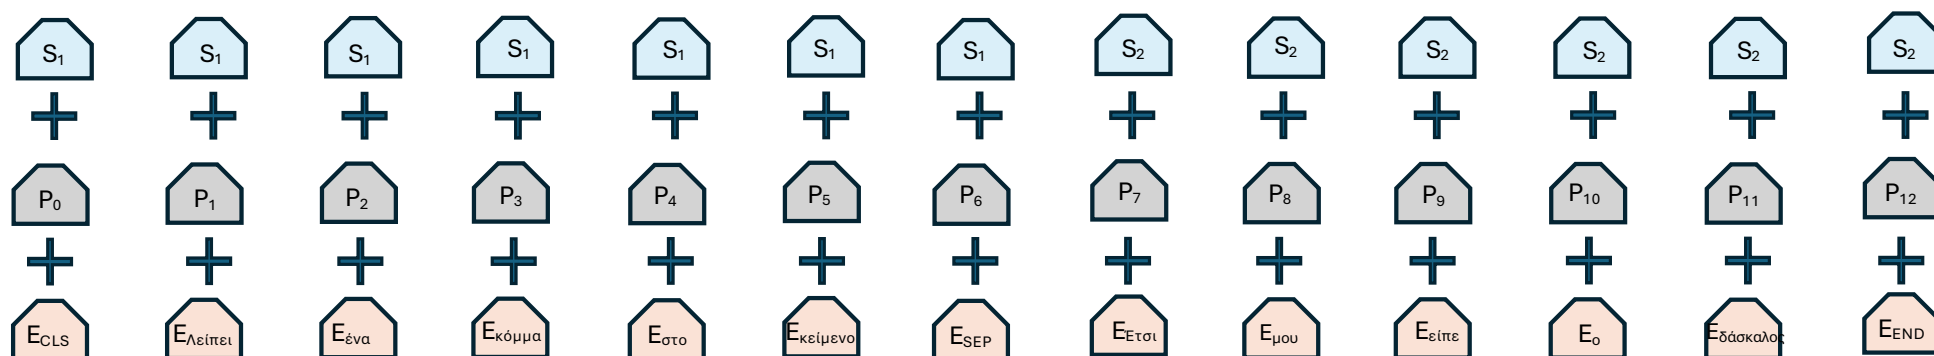 S₁ S₁ S₁ S₁ S₁ S₁ S₁ S₂ S₂ S₂ S₂ S₂ S₂
P₀ P₁ P₂ P₃ P₄ P₅ P₆ P₇ P₈ P₉ P₁₀ P₁₁ P₁₂
E_CLS E_Λείπει E_ένα E_κόμμα E_στο E_κείμενο E_SEP E_Έτσι E_μου E_είπε E_ο E_δάσκαλος E_END